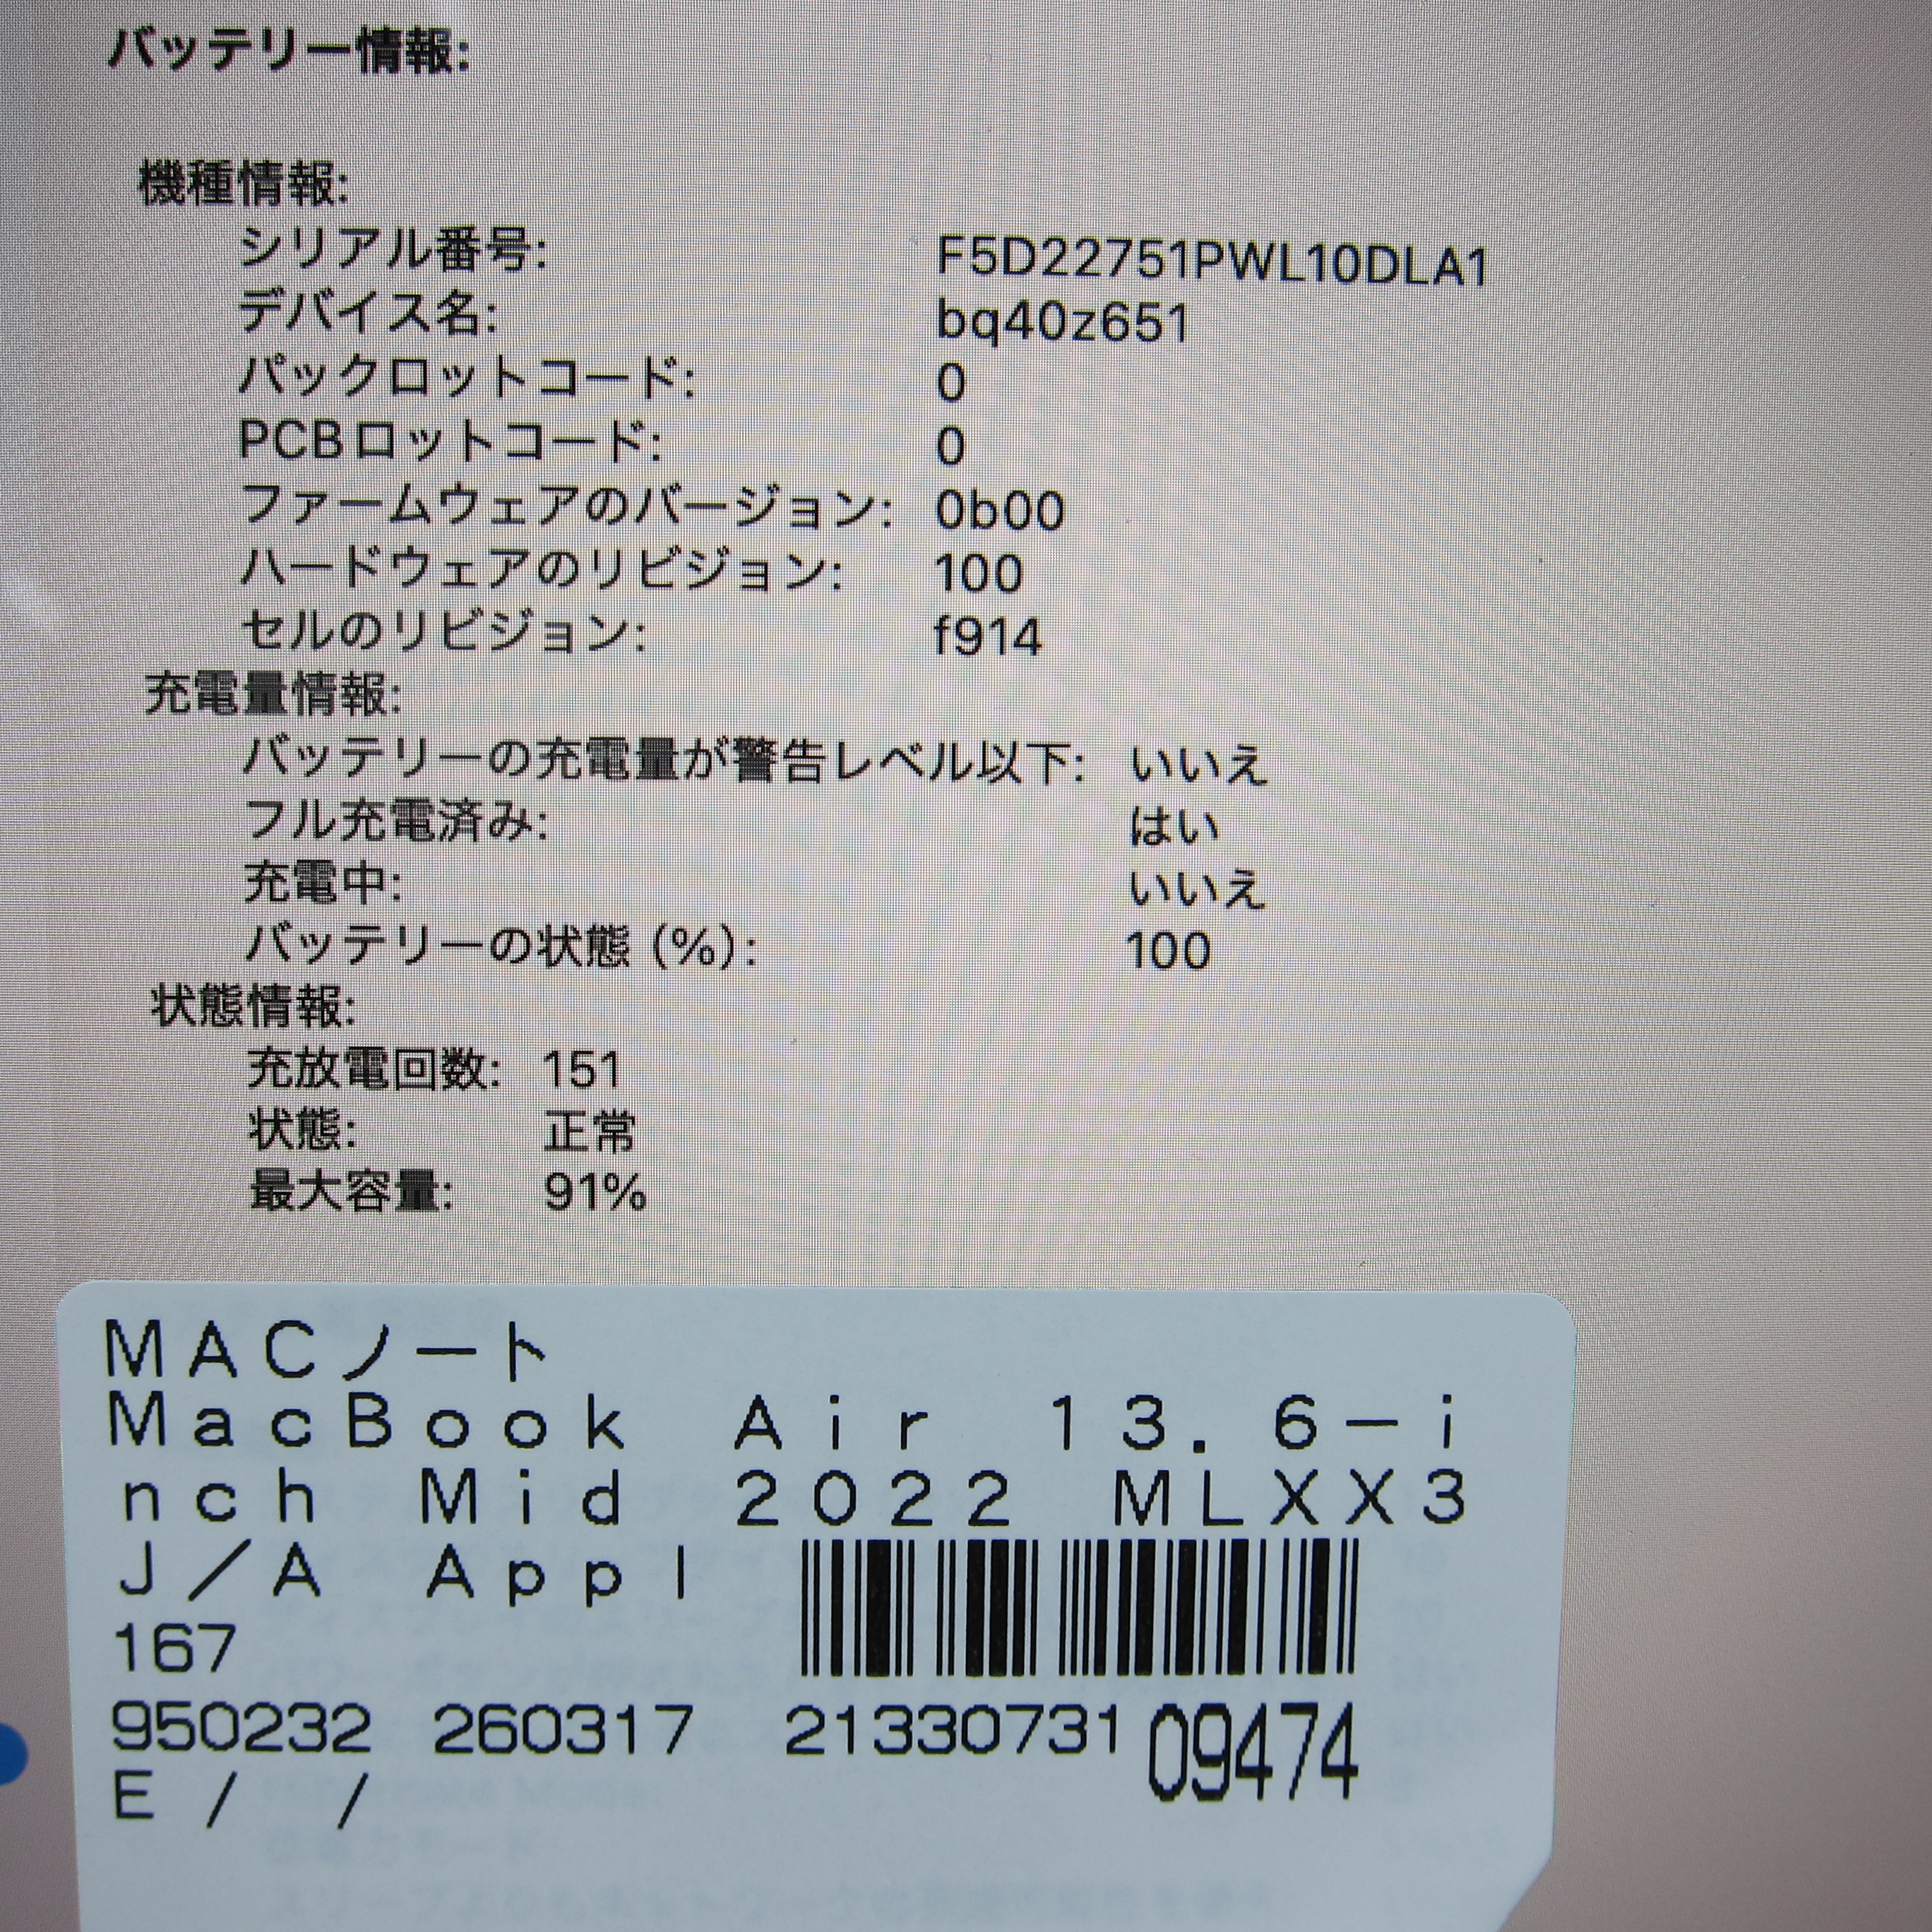 バッテリー情報:
機種情報:
シリアル番号: F5D22751PWL10DLA1
デバイス名: bq40z651
パックロットコード: 0
PCBロットコード: 0
ファームウェアのバージョン: 0b00
ハードウェアのリビジョン: 100
セルのリビジョン: f914
充電量情報:
バッテリーの充電量が警告レベル以下: いいえ
フル充電済み: はい
充電中: いいえ
バッテリーの状態 (%): 100
状態情報:
充放電回数: 151
状態: 正常
最大容量: 91%
MACノート
MacBook Air 13.6-i
nch Mid 2022 MLXX3
J/A Appl
167
950232 260317 21330731 09474
E / /